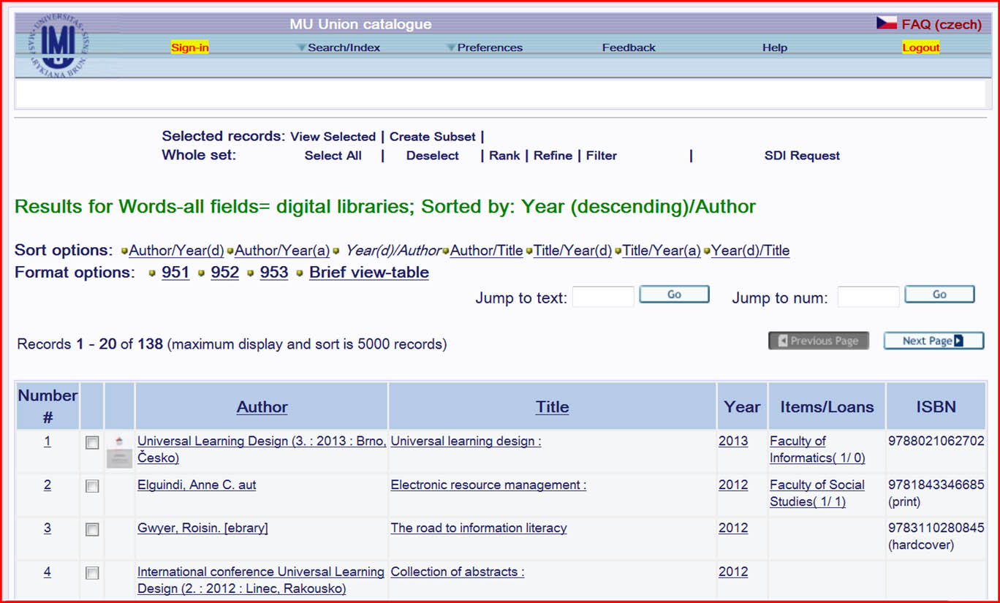 UNIVERSITAS MASARYKIANA BRUNENSIS
MU
MU Union catalogue
FAQ (czech)
Sign-in
Search/Index
Preferences
Feedback
Help
Logout
Selected records: View Selected | Create Subset |
Whole set: Select All | Deselect | Rank | Refine | Filter | SDI Request
Results for Words-all fields= digital libraries; Sorted by: Year (descending)/Author
Sort options: Author/Year(d) Author/Year(a) Year(d)/Author Author/Title Title/Year(d) Title/Year(a) Year(d)/Title
Format options: 951 952 953 Brief view-table
Jump to text: Go Jump to num: Go
Records 1 - 20 of 138 (maximum display and sort is 5000 records)
Previous Page Next Page
Number # Author Title Year Items/Loans ISBN
1 Universal Learning Design (3. : 2013 : Brno, Universal learning design : 2013 Faculty of 9788021062702
Česko) Informatics( 1/ 0)
2 Elguindi, Anne C. aut Electronic resource management : 2012 Faculty of Social 9781843346685
Studies( 1/ 1) (print)
3 Gwyer, Roisin. [ebrary] The road to information literacy 2012 9783110280845
(hardcover)
4 International conference Universal Learning Collection of abstracts : 2012
Design (2. : 2012 : Linec, Rakousko)